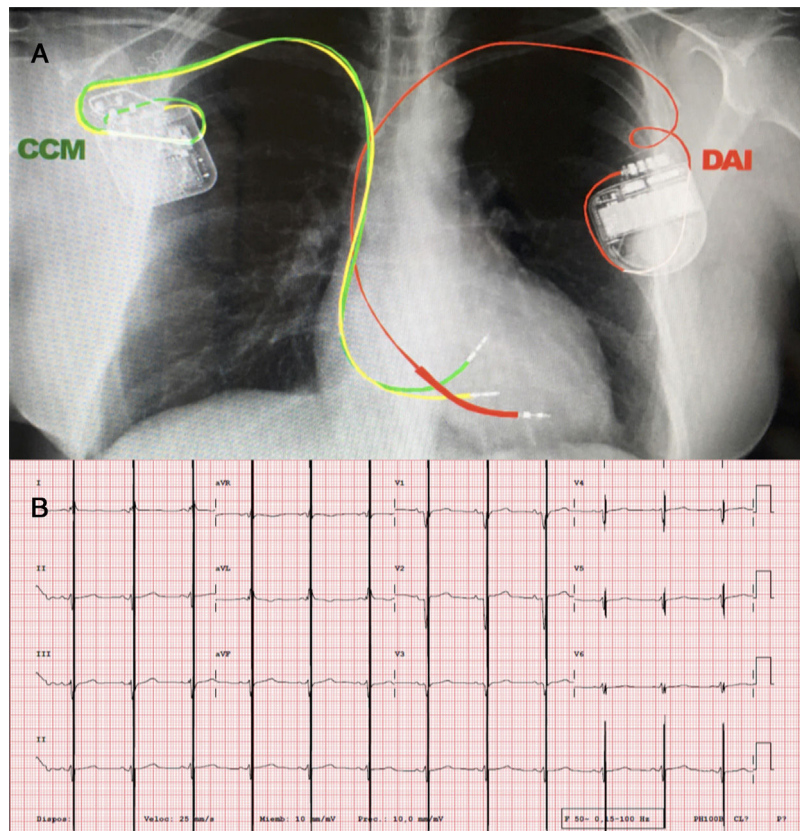 A
CCM
DAI
B
I
aVR
V1
V4
II
aVL
V2
V5
III
aVF
V3
V6
II
Dispos:
Veloc: 25 mm/s
Miemb: 10 mm/mV
Prec.: 10,0 mm/mV
F 50- 0,15-100 Hz
CL?
P?